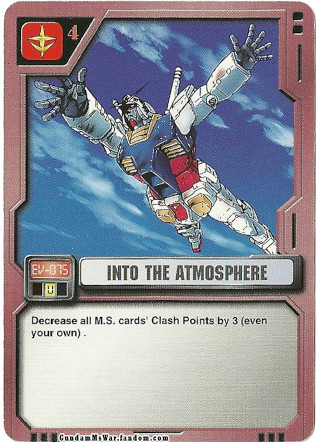 4
EV-075
U
INTO THE ATMOSPHERE
Decrease all M.S. cards' Clash Points by 3 (even
your own) .
GundamMsWar.fandom.com